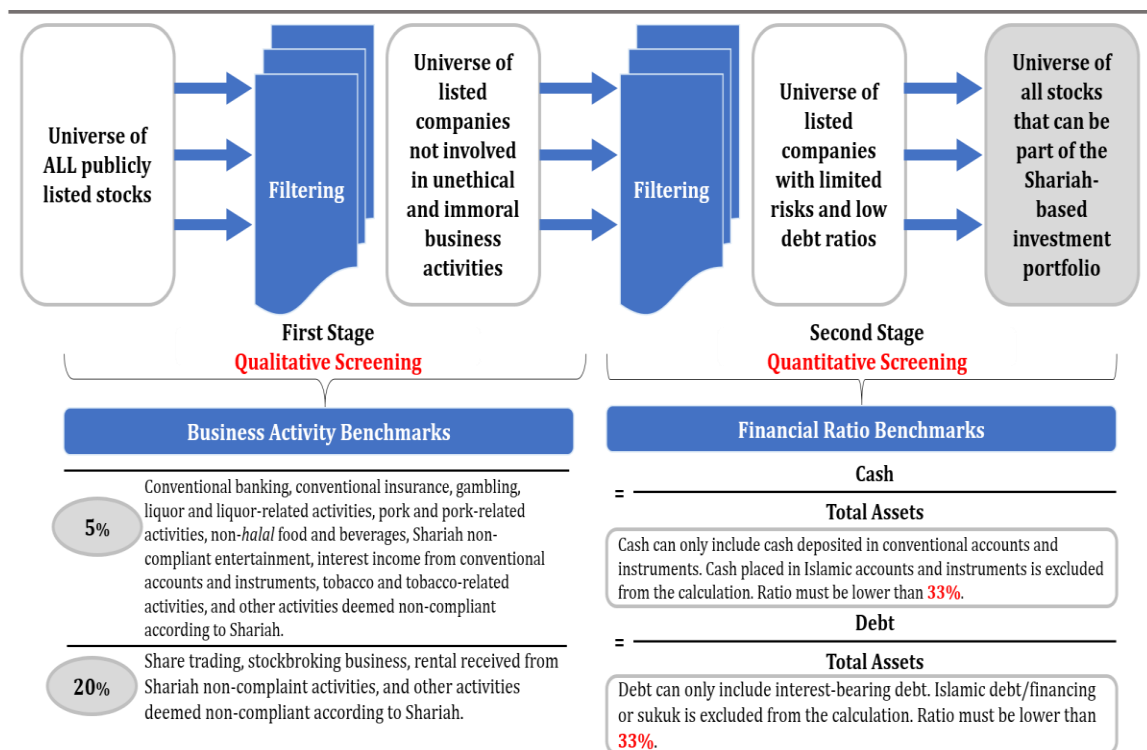 Universe of
ALL publicly
listed stocks
Filtering
Universe of
listed
companies
not involved
in unethical
and immoral
business
activities
Filtering
Universe of
listed
companies
with limited
risks and low
debt ratios
Universe of
all stocks
that can be
part of the
Shariah-
based
investment
portfolio
First Stage
Qualitative Screening
Second Stage
Quantitative Screening
Business Activity Benchmarks
5%
Conventional banking, conventional insurance, gambling,
liquor and liquor-related activities, pork and pork-related
activities, non-halal food and beverages, Shariah non-
compliant entertainment, interest income from conventional
accounts and instruments, tobacco and tobacco-related
activities, and other activities deemed non-compliant
according to Shariah.
20%
Share trading, stockbroking business, rental received from
Shariah non-complaint activities, and other activities
deemed non-compliant according to Shariah.
Financial Ratio Benchmarks
Cash
=
Total Assets
Cash can only include cash deposited in conventional accounts and
instruments. Cash placed in Islamic accounts and instruments is excluded
from the calculation. Ratio must be lower than 33%.
Debt
=
Total Assets
Debt can only include interest-bearing debt. Islamic debt/financing
or sukuk is excluded from the calculation. Ratio must be lower than
33%.